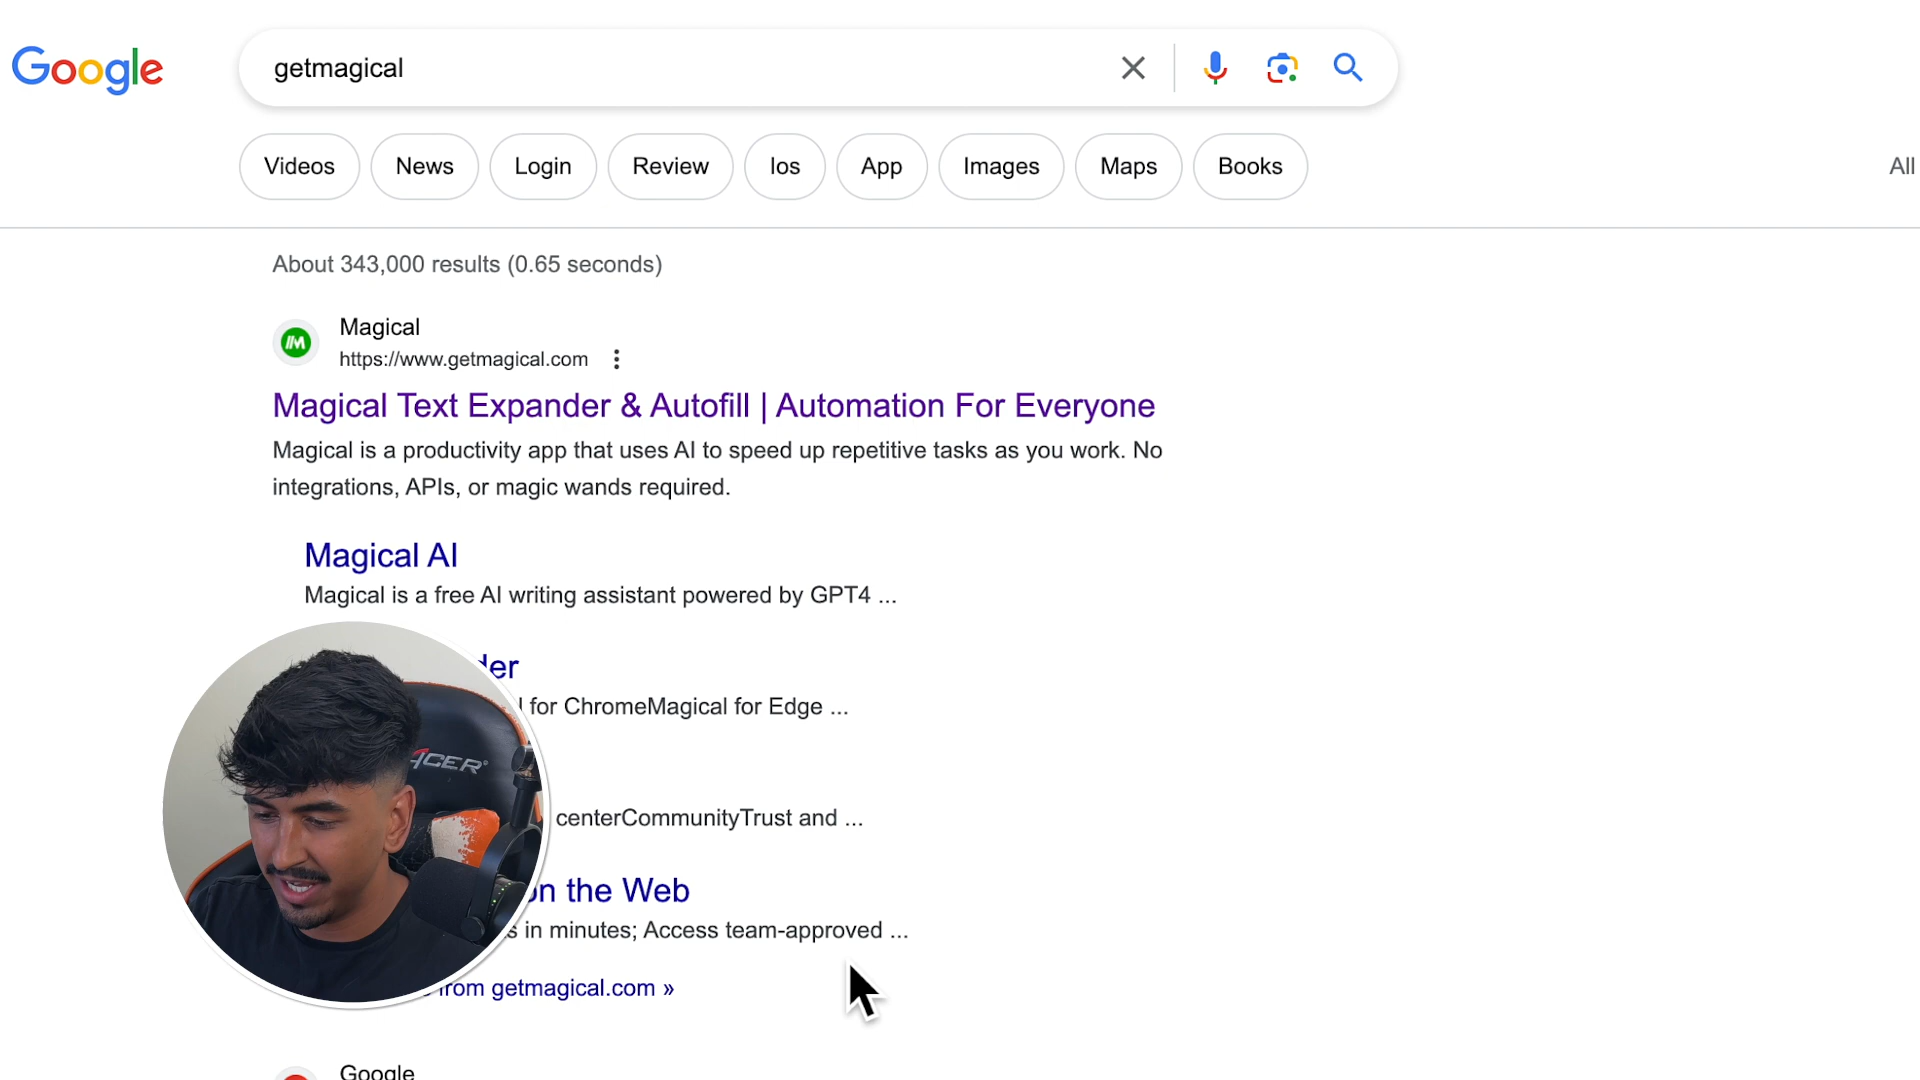 Google
getmagical
Videos
News
Login
Review
Ios
App
Images
Maps
Books
All
About 343,000 results (0.65 seconds)
Magical
https://www.getmagical.com
Magical Text Expander & Autofill | Automation For Everyone
Magical is a productivity app that uses AI to speed up repetitive tasks as you work. No
integrations, APIs, or magic wands required.
Magical AI
Magical is a free AI writing assistant powered by GPT4 ...
for ChromeMagical for Edge ...
centerCommunityTrust and ...
on the Web
in minutes; Access team-approved ...
from getmagical.com »
Google